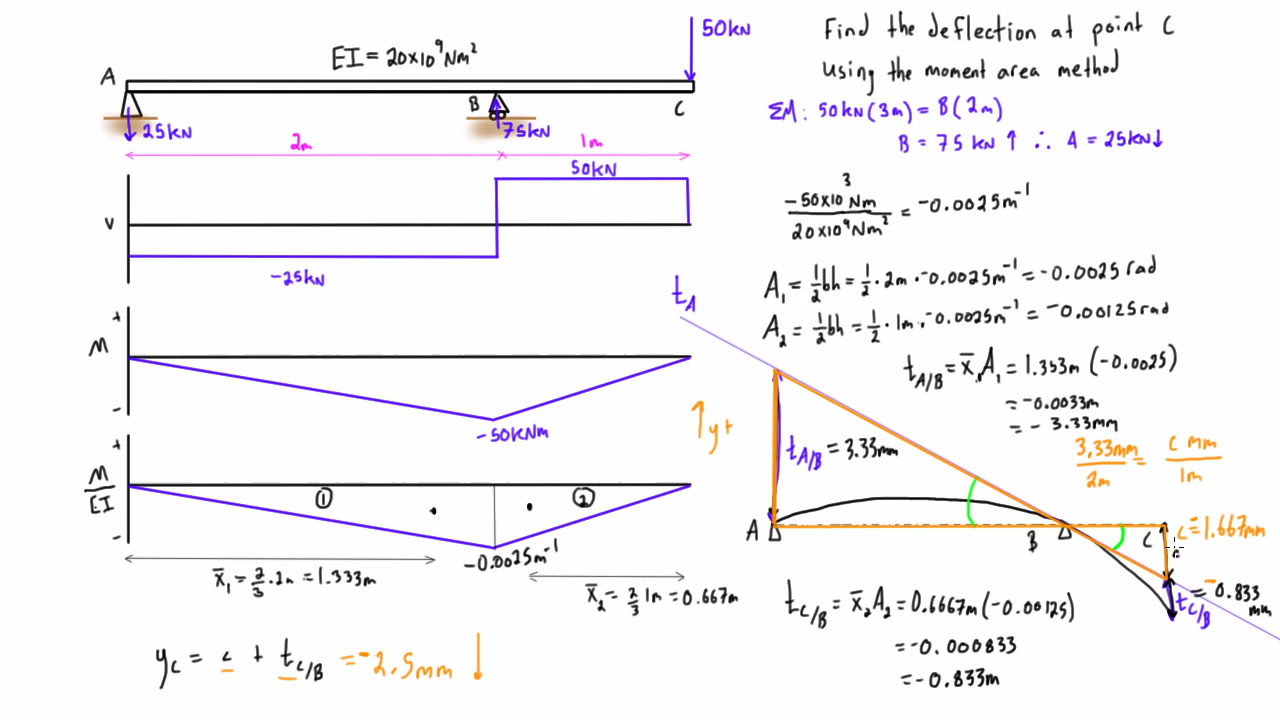 Find the deflection at point C
using the moment area method
EI = 20x10⁹Nm²
50kN
A
B
C
25kN
75kN
2m
1m
ΣM: 50kN(3m) = B(2m)
B = 75 kN ↑ ∴ A = 25kN↓
V
50kN
-25kN
-50x10³ Nm / 20x10⁹Nm² = -0.0025m⁻¹
A₁ = ½bh = ½ · 2m · -0.0025m⁻¹ = -0.0025 rad
A₂ = ½bh = ½ · 1m · -0.0025m⁻¹ = -0.00125rad
+
M
-
-50kNm
+
M/EI
-
①
②
-0.0025m⁻¹
x̄₁ = ⅔ · 2m = 1.333m
x̄₂ = ⅔ 1m = 0.667m
t_A
t_A/B = x̄₁A₁ = 1.333m (-0.0025)
= -0.0033m
= - 3.33mm
↑y+
t_A/B = 3.33mm
3.33mm/2m = c mm/1m
A
B
C
c = -1.667mm
t_C/B = -0.833 mm
t_C/B = x̄₂A₂ = 0.6667m (-0.00125)
= -0.000833
= -0.833m
y_C = c + t_C/B = -2.5mm ↓